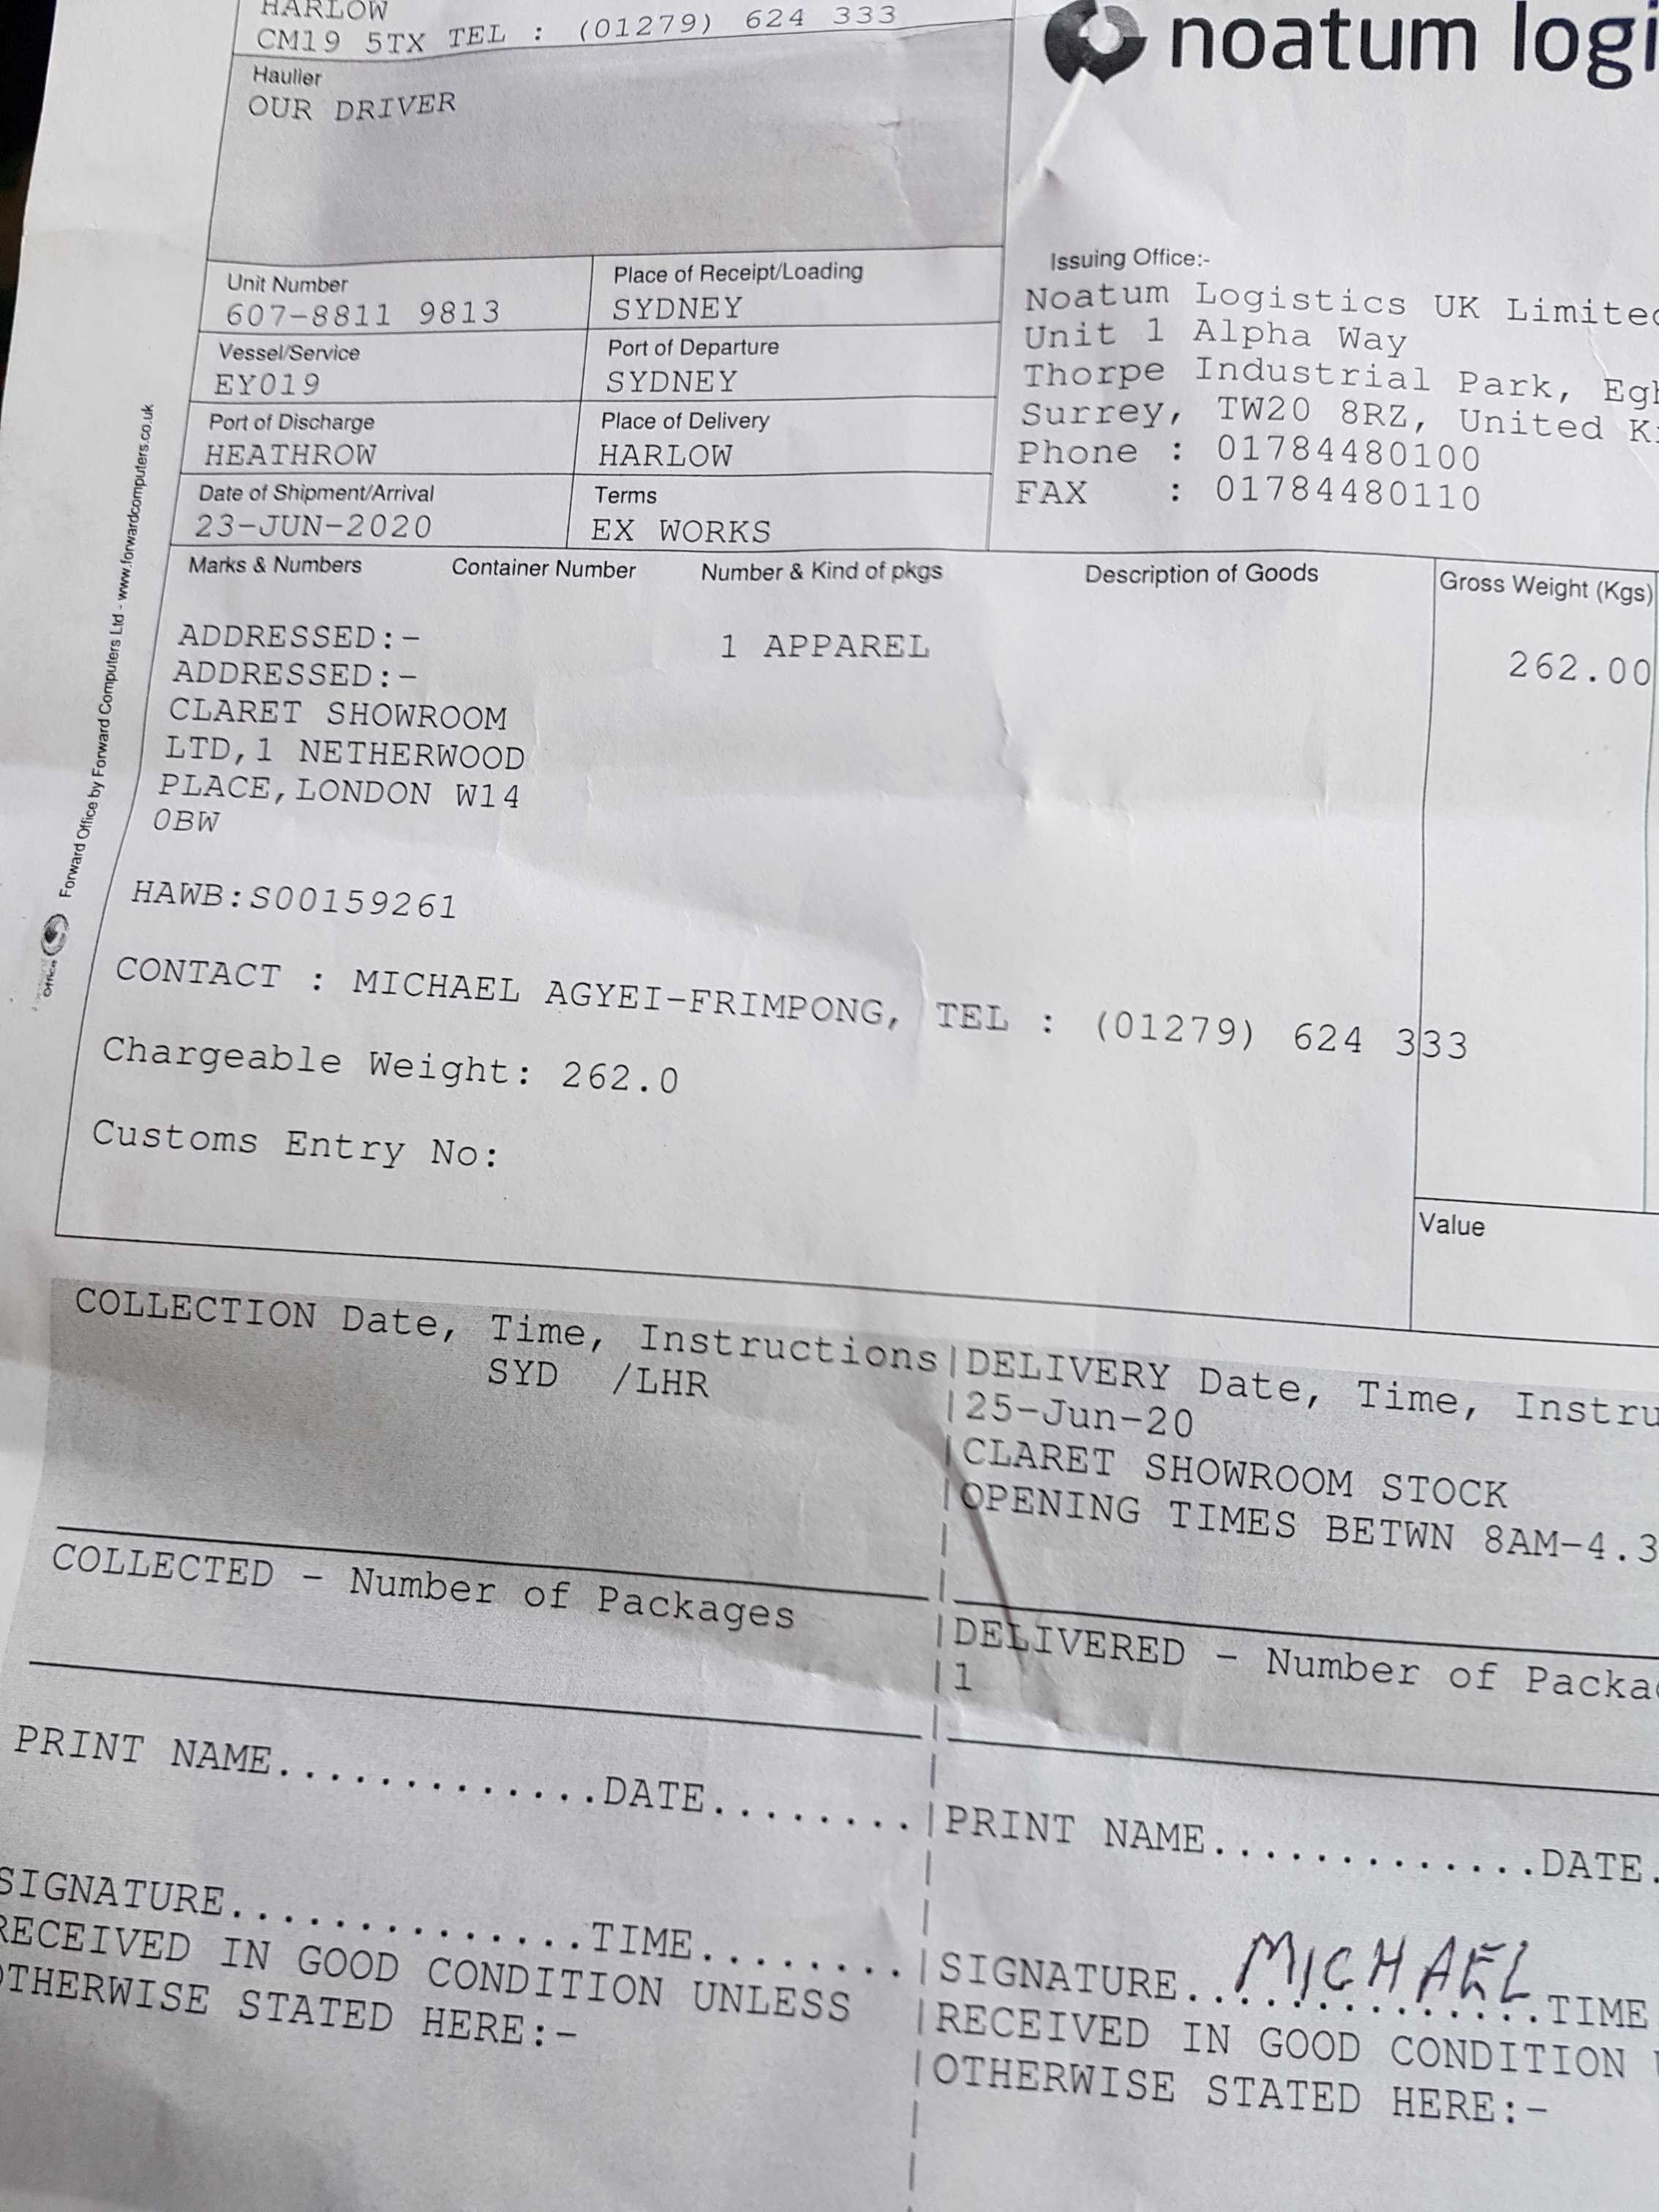 HARLOW
CM19 5TX TEL : (01279) 624 333
noatum logi
Haulier
OUR DRIVER
Unit Number
607-8811 9813
Place of Receipt/Loading
SYDNEY
Vessel/Service
EY019
Port of Departure
SYDNEY
Port of Discharge
HEATHROW
Place of Delivery
HARLOW
Date of Shipment/Arrival
23-JUN-2020
Terms
EX WORKS
Issuing Office:-
Noatum Logistics UK Limited
Unit 1 Alpha Way
Thorpe Industrial Park, Egh
Surrey, TW20 8RZ, United Ki
Phone : 01784480100
FAX : 01784480110
Marks & Numbers Container Number Number & Kind of pkgs Description of Goods Gross Weight (Kgs)
ADDRESSED:- 1 APPAREL 262.00
ADDRESSED:-
CLARET SHOWROOM
LTD,1 NETHERWOOD
PLACE,LONDON W14
0BW
HAWB:S00159261
CONTACT : MICHAEL AGYEI-FRIMPONG, TEL : (01279) 624 333
Chargeable Weight: 262.0
Customs Entry No:
Value
Forward Office by Forward Computers Ltd - www.forwardcomputers.co.uk
Office
COLLECTION Date, Time, Instructions
SYD /LHR
|DELIVERY Date, Time, Instru
|25-Jun-20
|CLARET SHOWROOM STOCK
|OPENING TIMES BETWN 8AM-4.3
COLLECTED - Number of Packages
|DELIVERED - Number of Packa
|1
PRINT NAME.............DATE........
|PRINT NAME.............DATE.
SIGNATURE..............TIME........
|SIGNATURE..MICHAEL..TIME
RECEIVED IN GOOD CONDITION UNLESS
OTHERWISE STATED HERE:-
|RECEIVED IN GOOD CONDITION
|OTHERWISE STATED HERE:-